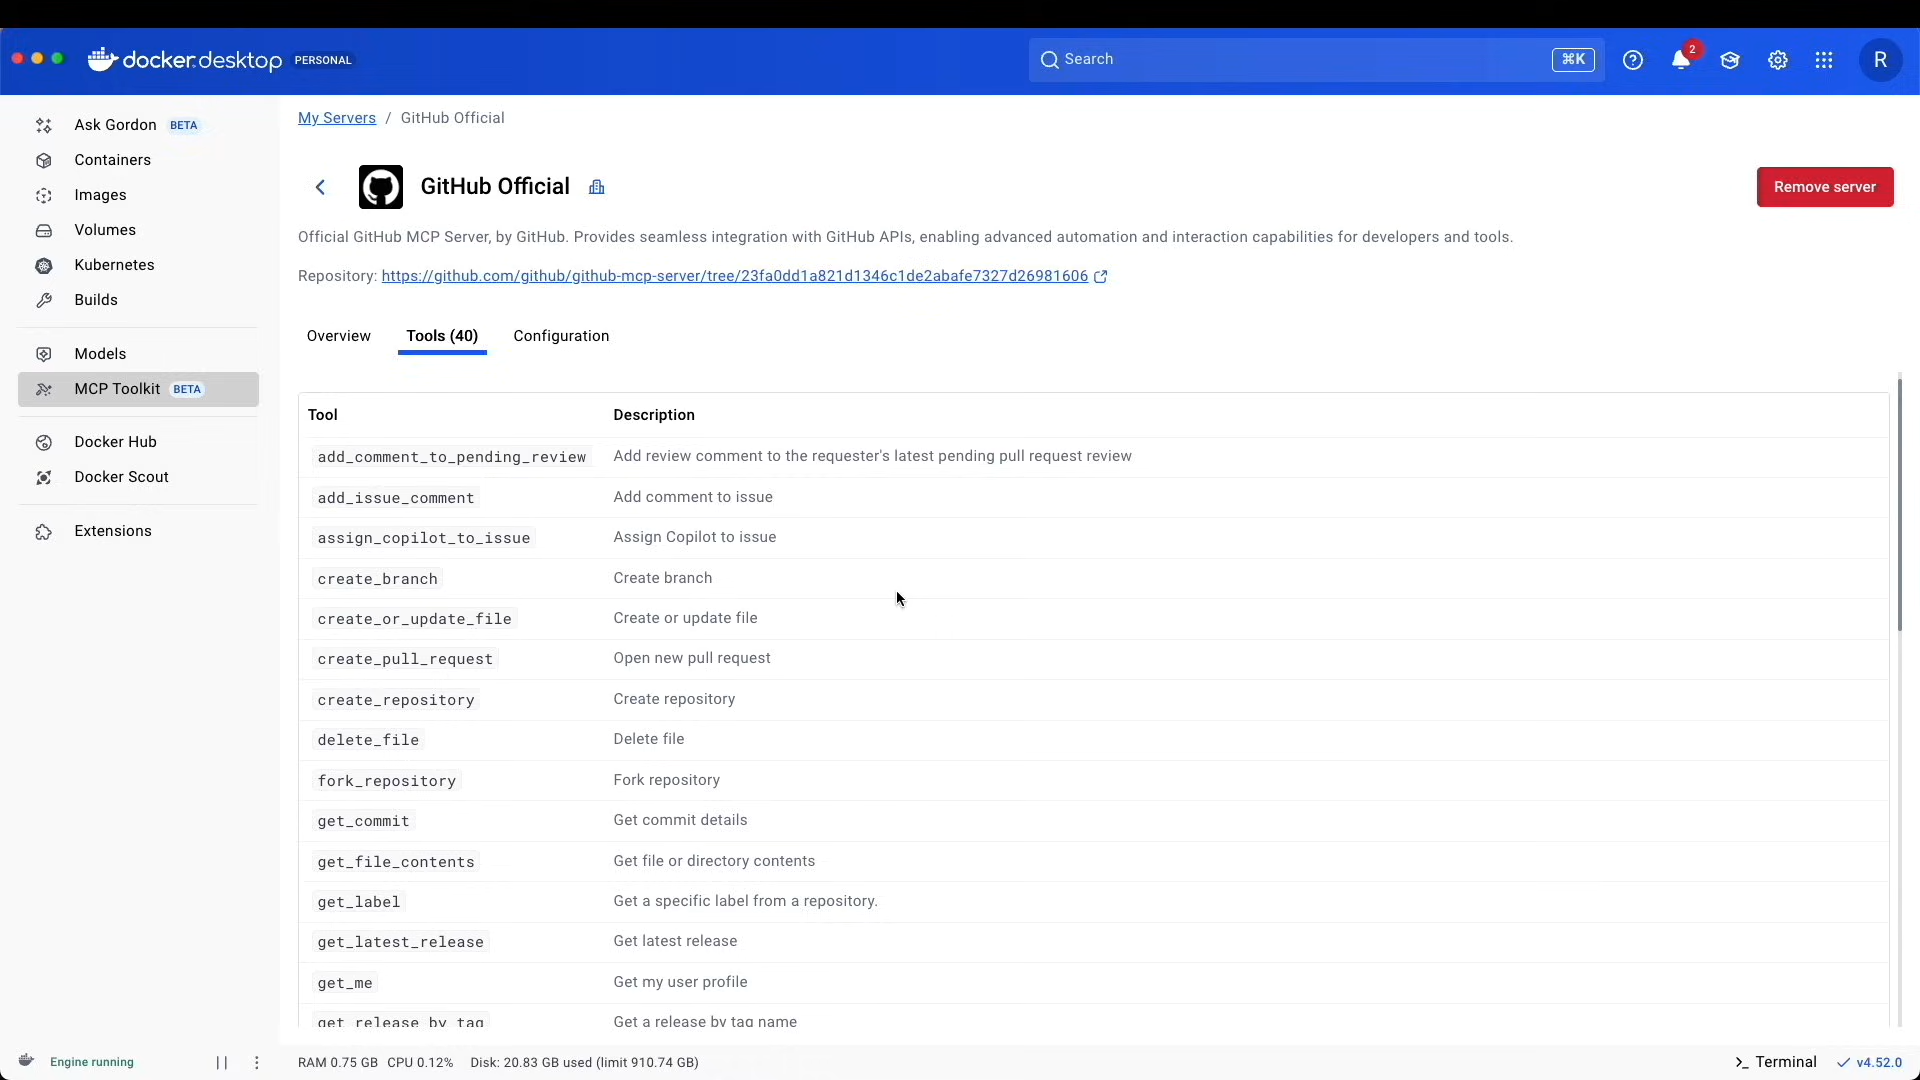 docker.desktop PERSONAL
Search
⌘K
2
R
Ask Gordon BETA
Containers
Images
Volumes
Kubernetes
Builds
Models
MCP Toolkit BETA
Docker Hub
Docker Scout
Extensions
My Servers / GitHub Official
GitHub Official
Remove server
Official GitHub MCP Server, by GitHub. Provides seamless integration with GitHub APIs, enabling advanced automation and interaction capabilities for developers and tools.
Repository: https://github.com/github/github-mcp-server/tree/23fa0dd1a821d1346c1de2abafe7327d26981606
Overview Tools (40) Configuration
Tool Description
add_comment_to_pending_review Add review comment to the requester's latest pending pull request review
add_issue_comment Add comment to issue
assign_copilot_to_issue Assign Copilot to issue
create_branch Create branch
create_or_update_file Create or update file
create_pull_request Open new pull request
create_repository Create repository
delete_file Delete file
fork_repository Fork repository
get_commit Get commit details
get_file_contents Get file or directory contents
get_label Get a specific label from a repository.
get_latest_release Get latest release
get_me Get my user profile
get_release_by_tag Get a release by tag name
Engine running
RAM 0.75 GB CPU 0.12% Disk: 20.83 GB used (limit 910.74 GB)
>_ Terminal
v4.52.0